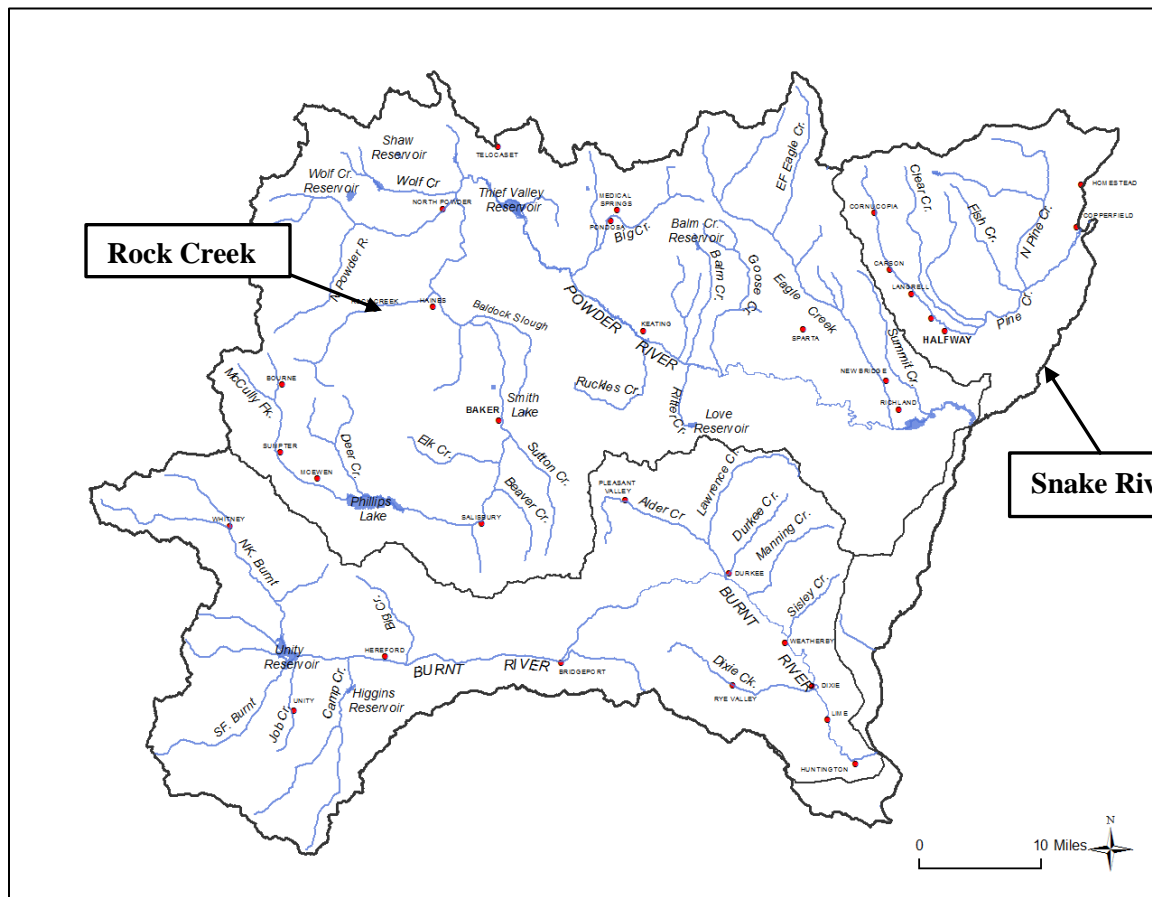 Shaw
Reservoir
TELOCASET
Wolf Cr.
Reservoir
Wolf Cr
NORTH POWDER
Thief Valley
Reservoir
MEDICAL
SPRINGS
PONDOSA
Big Cr.
EF Eagle Cr.
Balm Cr.
Reservoir
Balm Cr.
Goose Cr.
Eagle Creek
CORNUCOPIA
Clear Cr.
Fish Cr.
N Pine Cr.
HOMESTEAD
COPPERFIELD
CARSON
LANGRELL
Pine Cr.
HALFWAY
Rock Creek
N Powder R.
ROCK CREEK
HAINES
Baldock Slough
POWDER
RIVER
KEATING
SPARTA
Summit Cr.
NEW BRIDGE
RICHLAND
Ruckles Cr.
Ritter Cr.
Love
Reservoir
BOURNE
McCully Fk.
SUMPTER
MCEWEN
Deer Cr.
Smith
Lake
BAKER
Elk Cr.
Sutton Cr.
Beaver Cr.
Phillips
Lake
SALISBURY
Snake Riv
PLEASANT
VALLEY
Alder Cr
Lawrence Cr.
Durkee Cr.
Manning Cr.
DURKEE
Sisley Cr.
WHITNEY
NK. Burnt
Big Cr.
Unity
Reservoir
HEREFORD
BURNT
RIVER
BRIDGEPORT
BURNT
RIVER
WEATHERBY
Dixie Ck.
RYE VALLEY
DIXIE
LIME
HUNTINGTON
SF. Burnt
Job Cr.
UNITY
Camp Cr.
Higgins
Reservoir
N
0
10 Miles